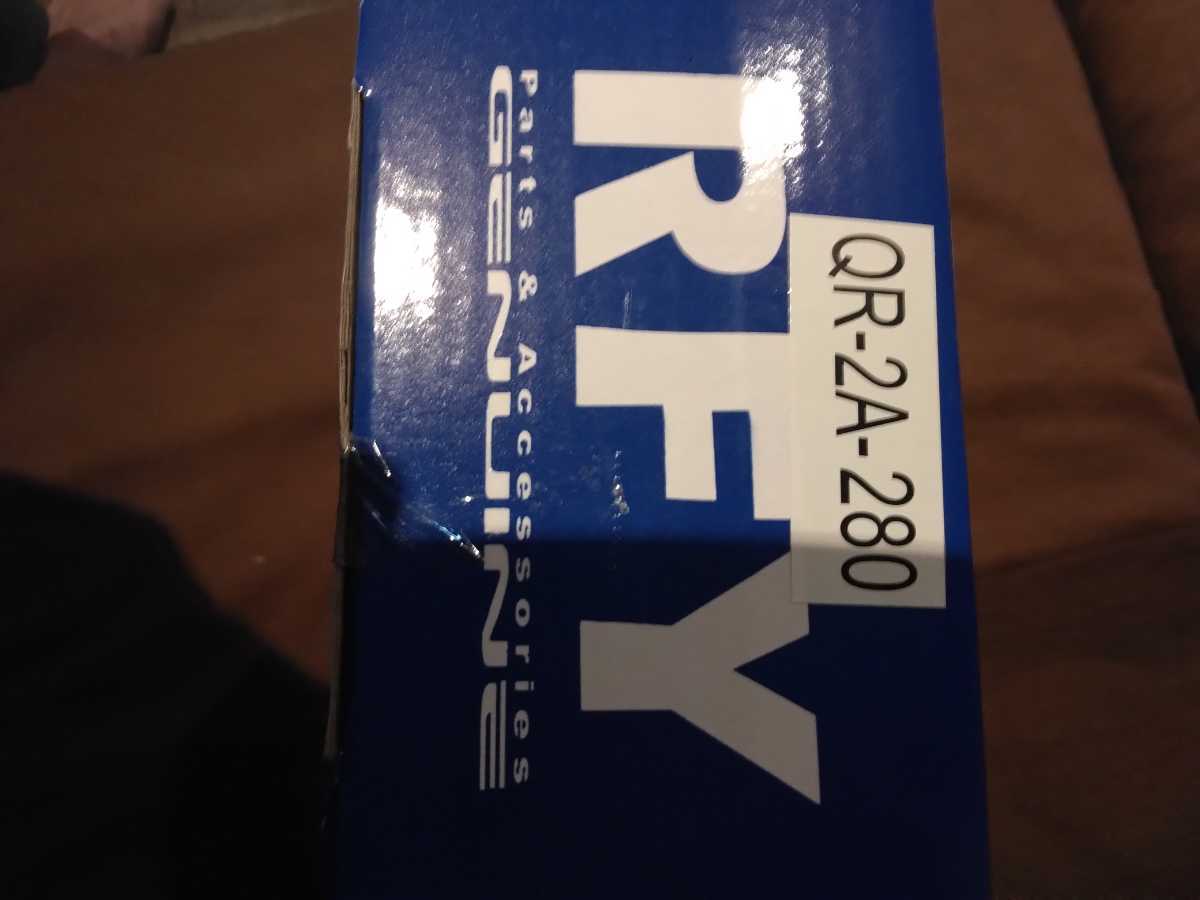 QR-2A-280
RFY
Parts & Accessories
GENUINE